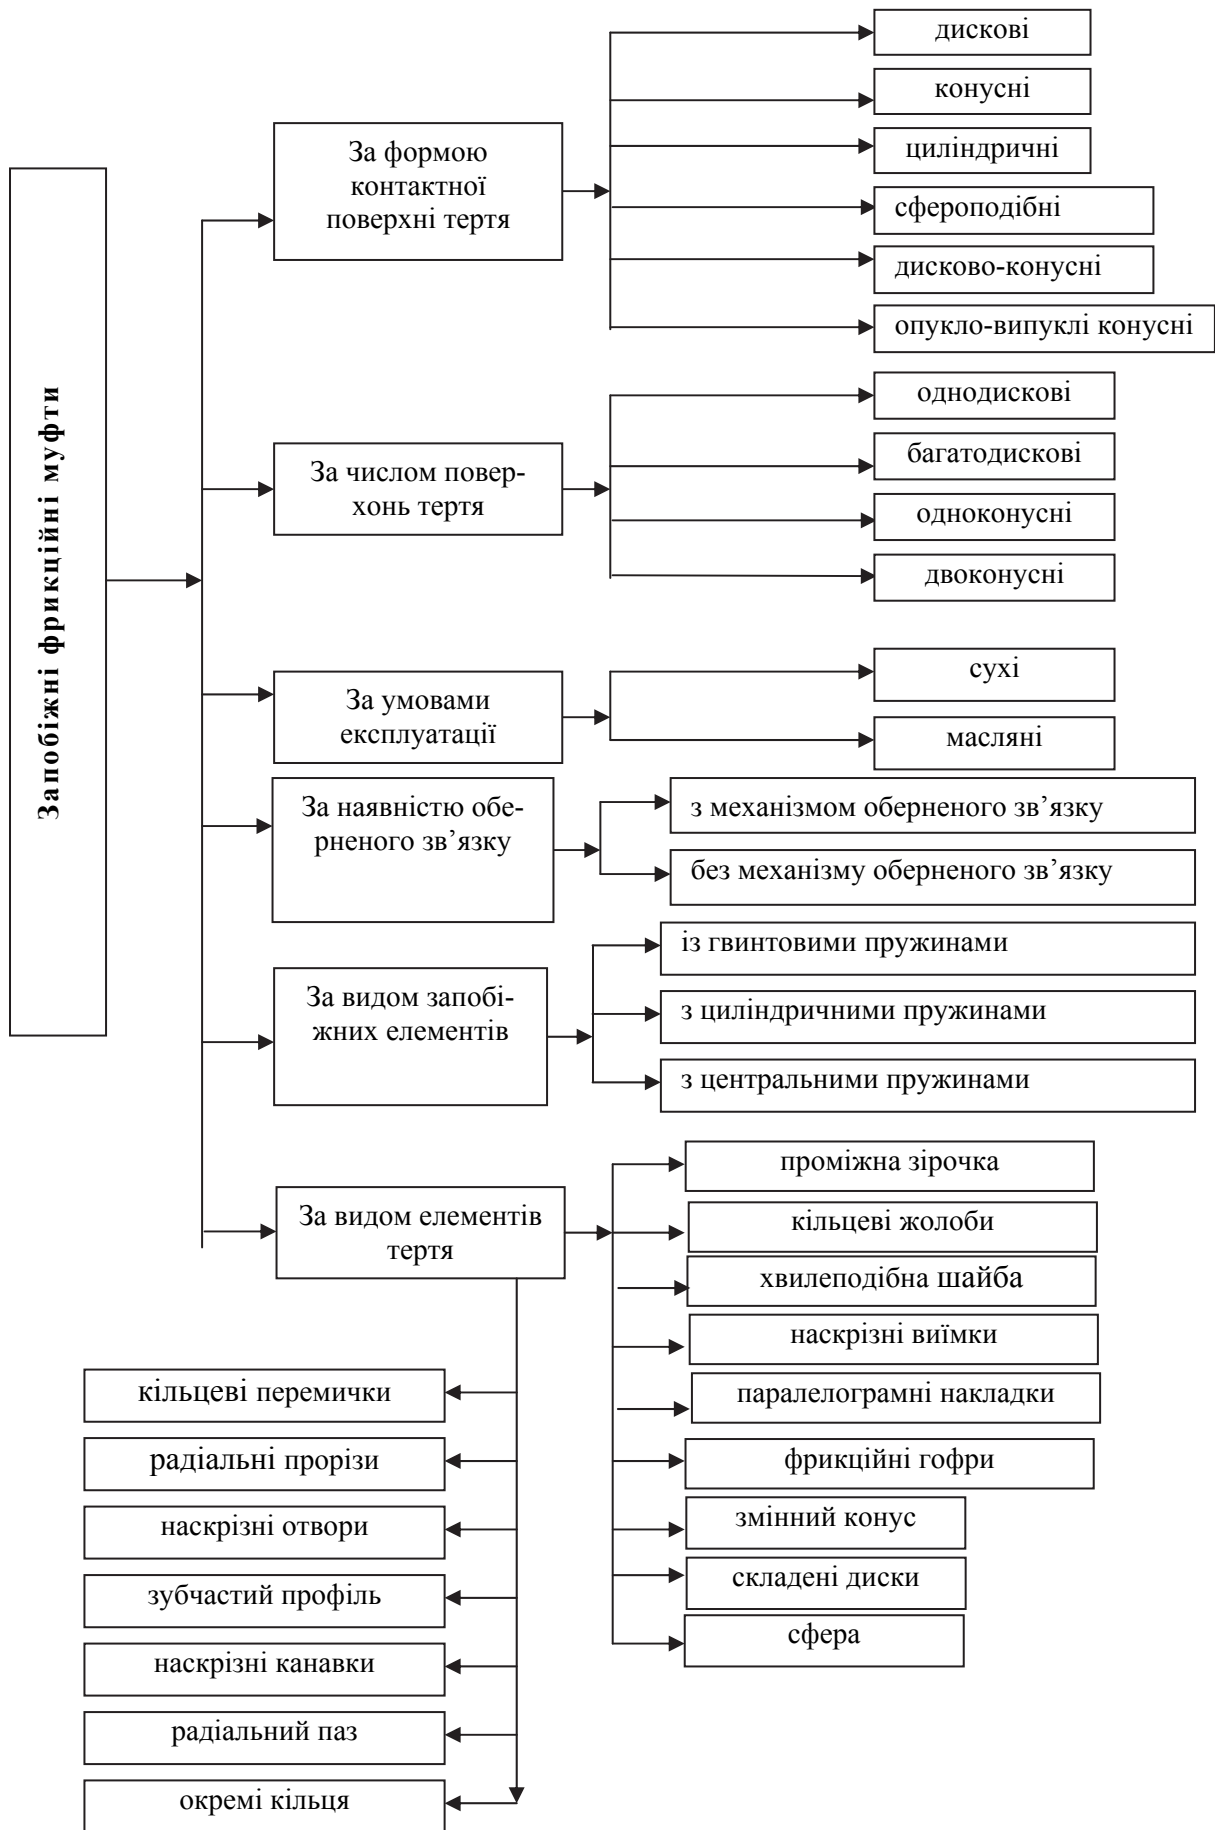 Запобіжні фрикційні муфти
За формою
контактної
поверхні тертя
дискові
конусні
циліндричні
сфероподібні
дисково-конусні
опукло-випуклі конусні
За числом повер-
хонь тертя
однодискові
багатодискові
одноконусні
двоконусні
За умовами
експлуатації
сухі
масляні
За наявністю обе-
рненого зв’язку
з механізмом оберненого зв’язку
без механізму оберненого зв’язку
За видом запобі-
жних елементів
із гвинтовими пружинами
з циліндричними пружинами
з центральними пружинами
За видом елементів
тертя
проміжна зірочка
кільцеві жолоби
хвилеподібна шайба
наскрізні виїмки
паралелограмні накладки
фрикційні гофри
змінний конус
складені диски
сфера
кільцеві перемички
радіальні прорізи
наскрізні отвори
зубчастий профіль
наскрізні канавки
радіальний паз
окремі кільця